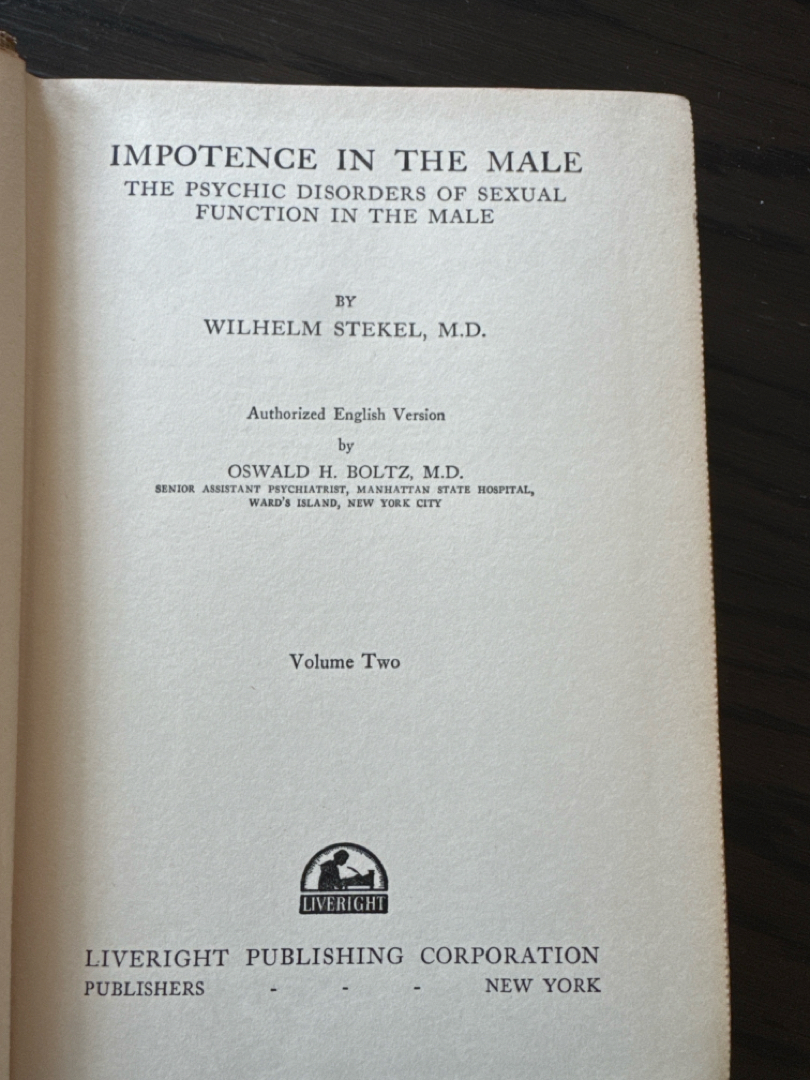 IMPOTENCE IN THE MALE
THE PSYCHIC DISORDERS OF SEXUAL
FUNCTION IN THE MALE
BY
WILHELM STEKEL, M.D.
Authorized English Version
by
OSWALD H. BOLTZ, M.D.
SENIOR ASSISTANT PSYCHIATRIST, MANHATTAN STATE HOSPITAL,
WARD'S ISLAND, NEW YORK CITY
Volume Two
LIVERIGHT
LIVERIGHT PUBLISHING CORPORATION
PUBLISHERS - - - NEW YORK